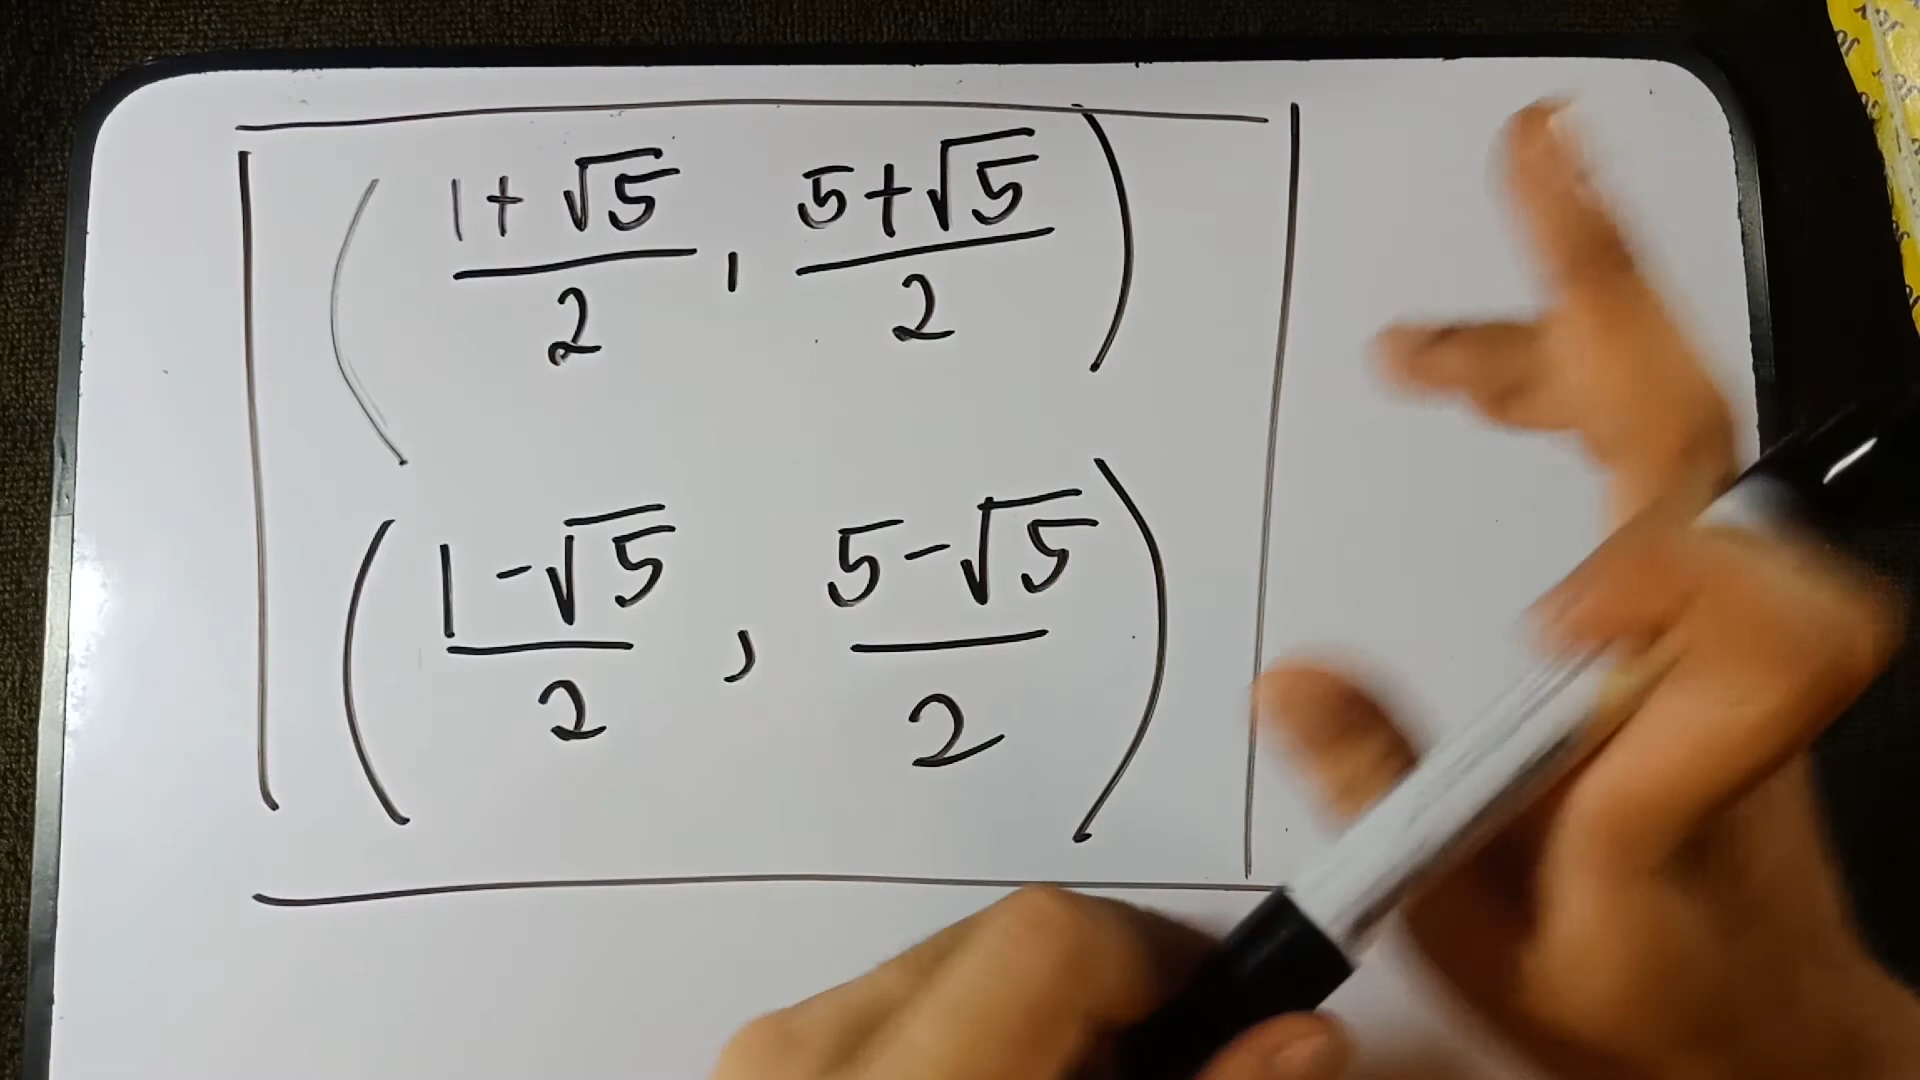 ( (1+√5)/2 , (5+√5)/2 )
( (1-√5)/2 , (5-√5)/2 )